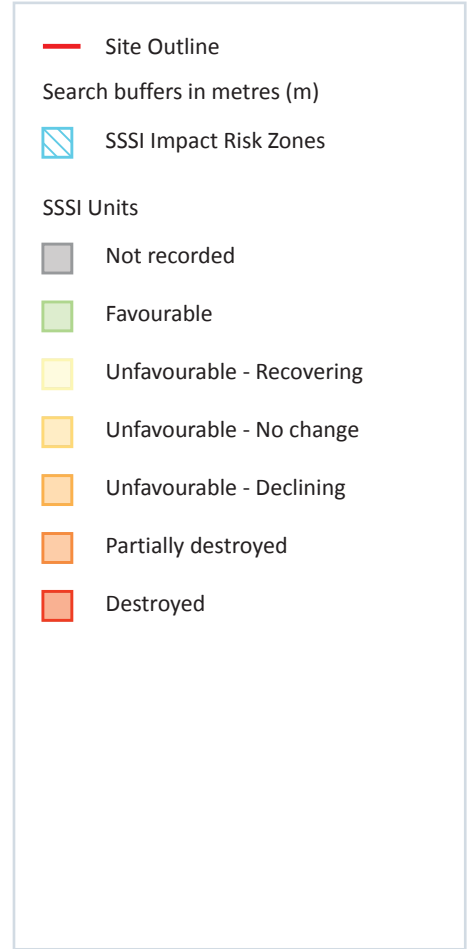 Site Outline
Search buffers in metres (m)
SSSI Impact Risk Zones
SSSI Units
Not recorded
Favourable
Unfavourable - Recovering
Unfavourable - No change
Unfavourable - Declining
Partially destroyed
Destroyed